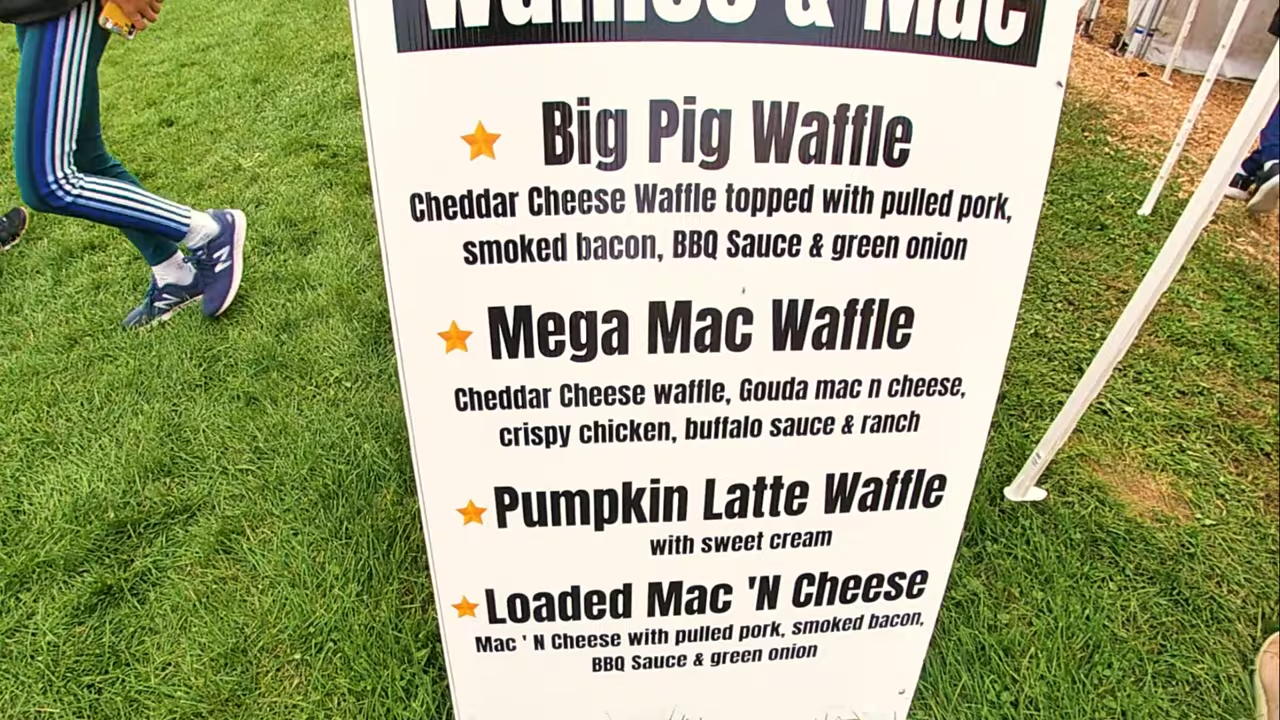 Waffles & Mac
Big Pig Waffle
Cheddar Cheese Waffle topped with pulled pork,
smoked bacon, BBQ Sauce & green onion
Mega Mac Waffle
Cheddar Cheese waffle, Gouda mac n cheese,
crispy chicken, buffalo sauce & ranch
Pumpkin Latte Waffle
with sweet cream
Loaded Mac 'N Cheese
Mac ' N Cheese with pulled pork, smoked bacon,
BBQ Sauce & green onion